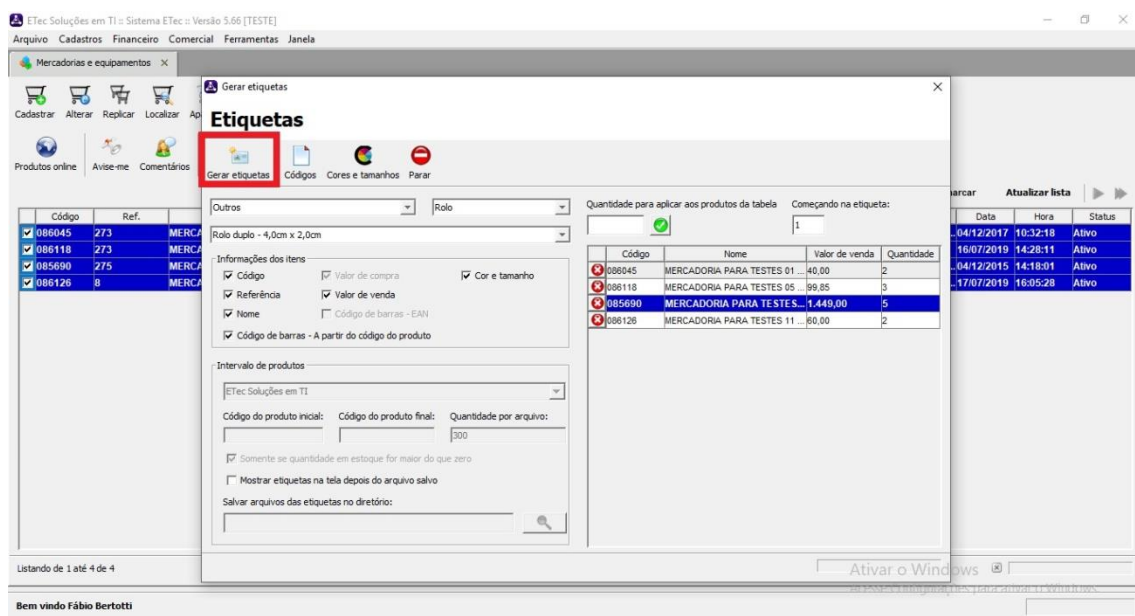 ETec Soluções em TI :: Sistema ETec :: Versão 5.66 [TESTE]
Arquivo Cadastros Financeiro Comercial Ferramentas Janela
Mercadorias e equipamentos
Cadastrar Alterar Replicar Localizar
Produtos online Avise-me Comentários
Gerar etiquetas
Etiquetas
Gerar etiquetas Códigos Cores e tamanhos Parar
Atualizar lista
Código Ref. Data Hora Status
086045 273 04/12/2017 10:32:18 Ativo
086118 273 16/07/2019 14:28:11 Ativo
085690 275 04/12/2015 14:18:01 Ativo
086126 8 17/07/2019 16:05:28 Ativo
Outros Rolo
Rolo duplo - 4,0cm x 2,0cm
Informações dos itens
Código Valor de compra Cor e tamanho
Referência Valor de venda
Nome Código de barras - EAN
Código de barras - A partir do código do produto
Intervalo de produtos
ETec Soluções em TI
Código do produto inicial: Código do produto final: Quantidade por arquivo:
300
Somente se quantidade em estoque for maior do que zero
Mostrar etiquetas na tela depois do arquivo salvo
Salvar arquivos das etiquetas no diretório:
Quantidade para aplicar aos produtos da tabela Começando na etiqueta:
1
Código Nome Valor de venda Quantidade
086045 MERCADORIA PARA TESTES 01 ... 40,00 2
086118 MERCADORIA PARA TESTES 05 ... 99,85 3
085690 MERCADORIA PARA TESTES... 1.449,00 5
086126 MERCADORIA PARA TESTES 11 ... 60,00 2
Listando de 1 até 4 de 4
Ativar o Windows
Bem vindo Fábio Bertotti